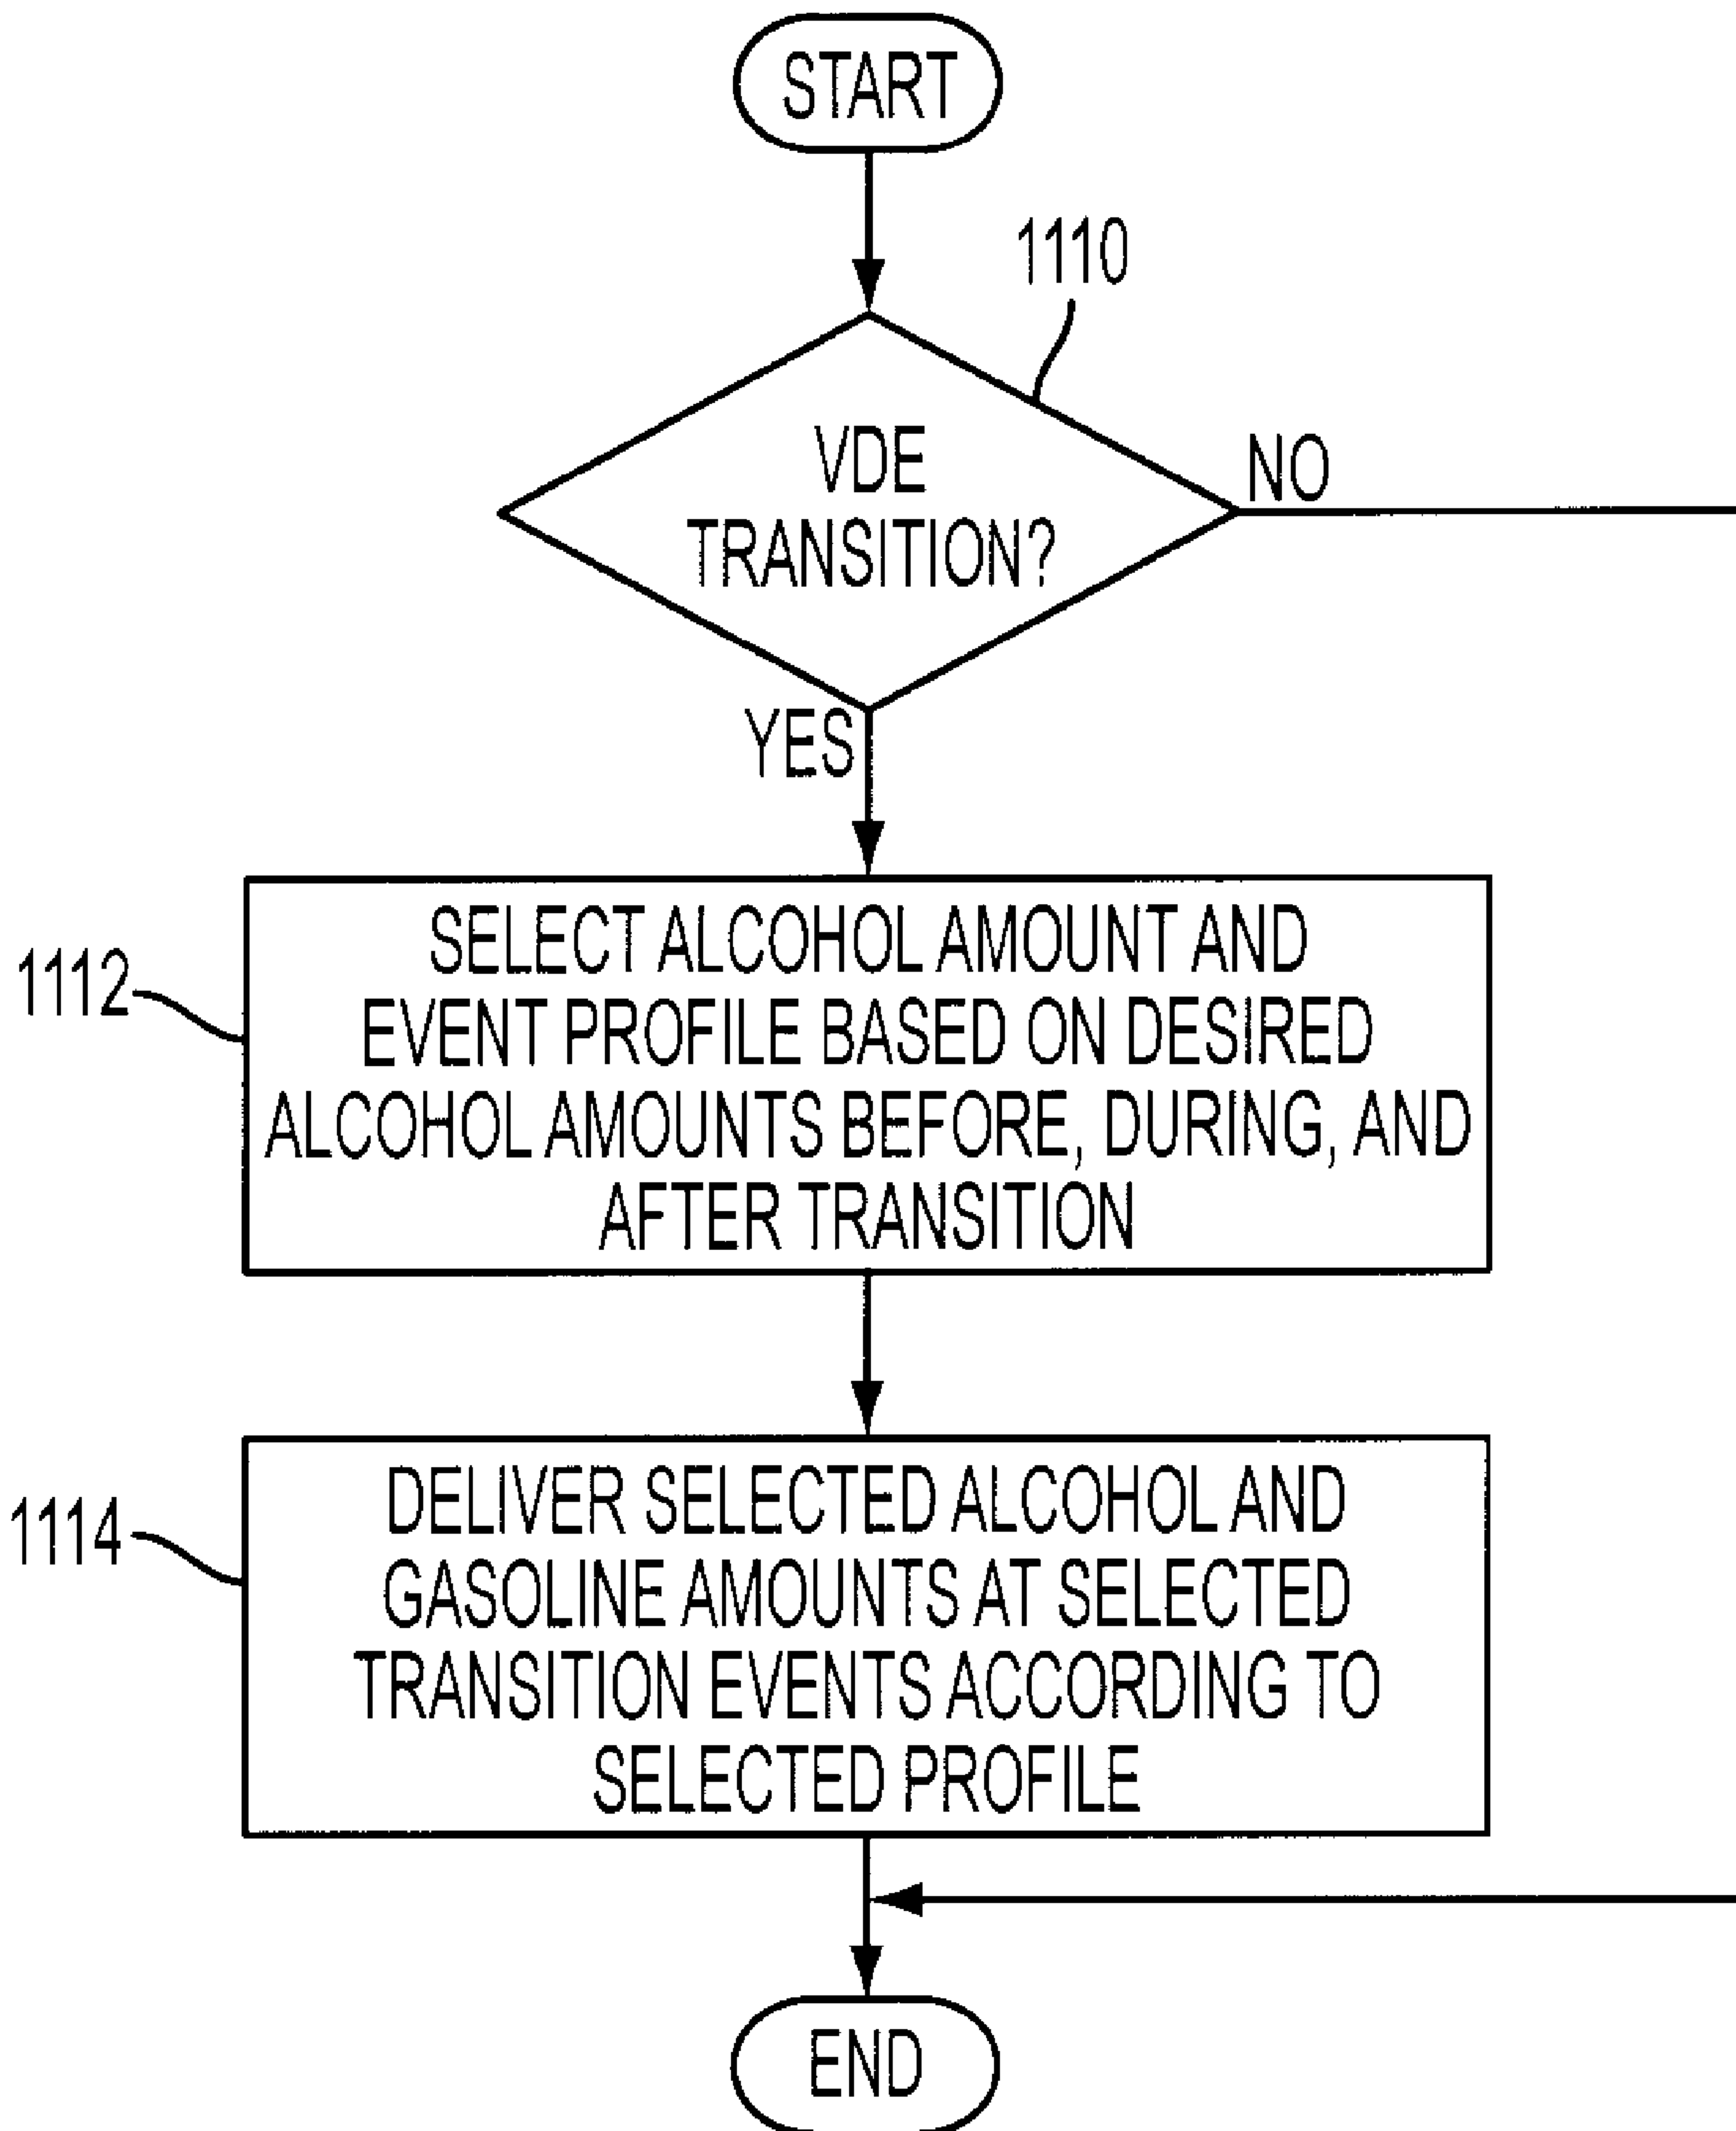 START
1110
VDE
TRANSITION?
NO
YES
1112
SELECT ALCOHOL AMOUNT AND
EVENT PROFILE BASED ON DESIRED
ALCOHOL AMOUNTS BEFORE, DURING, AND
AFTER TRANSITION
1114
DELIVER SELECTED ALCOHOL AND
GASOLINE AMOUNTS AT SELECTED
TRANSITION EVENTS ACCORDING TO
SELECTED PROFILE
END